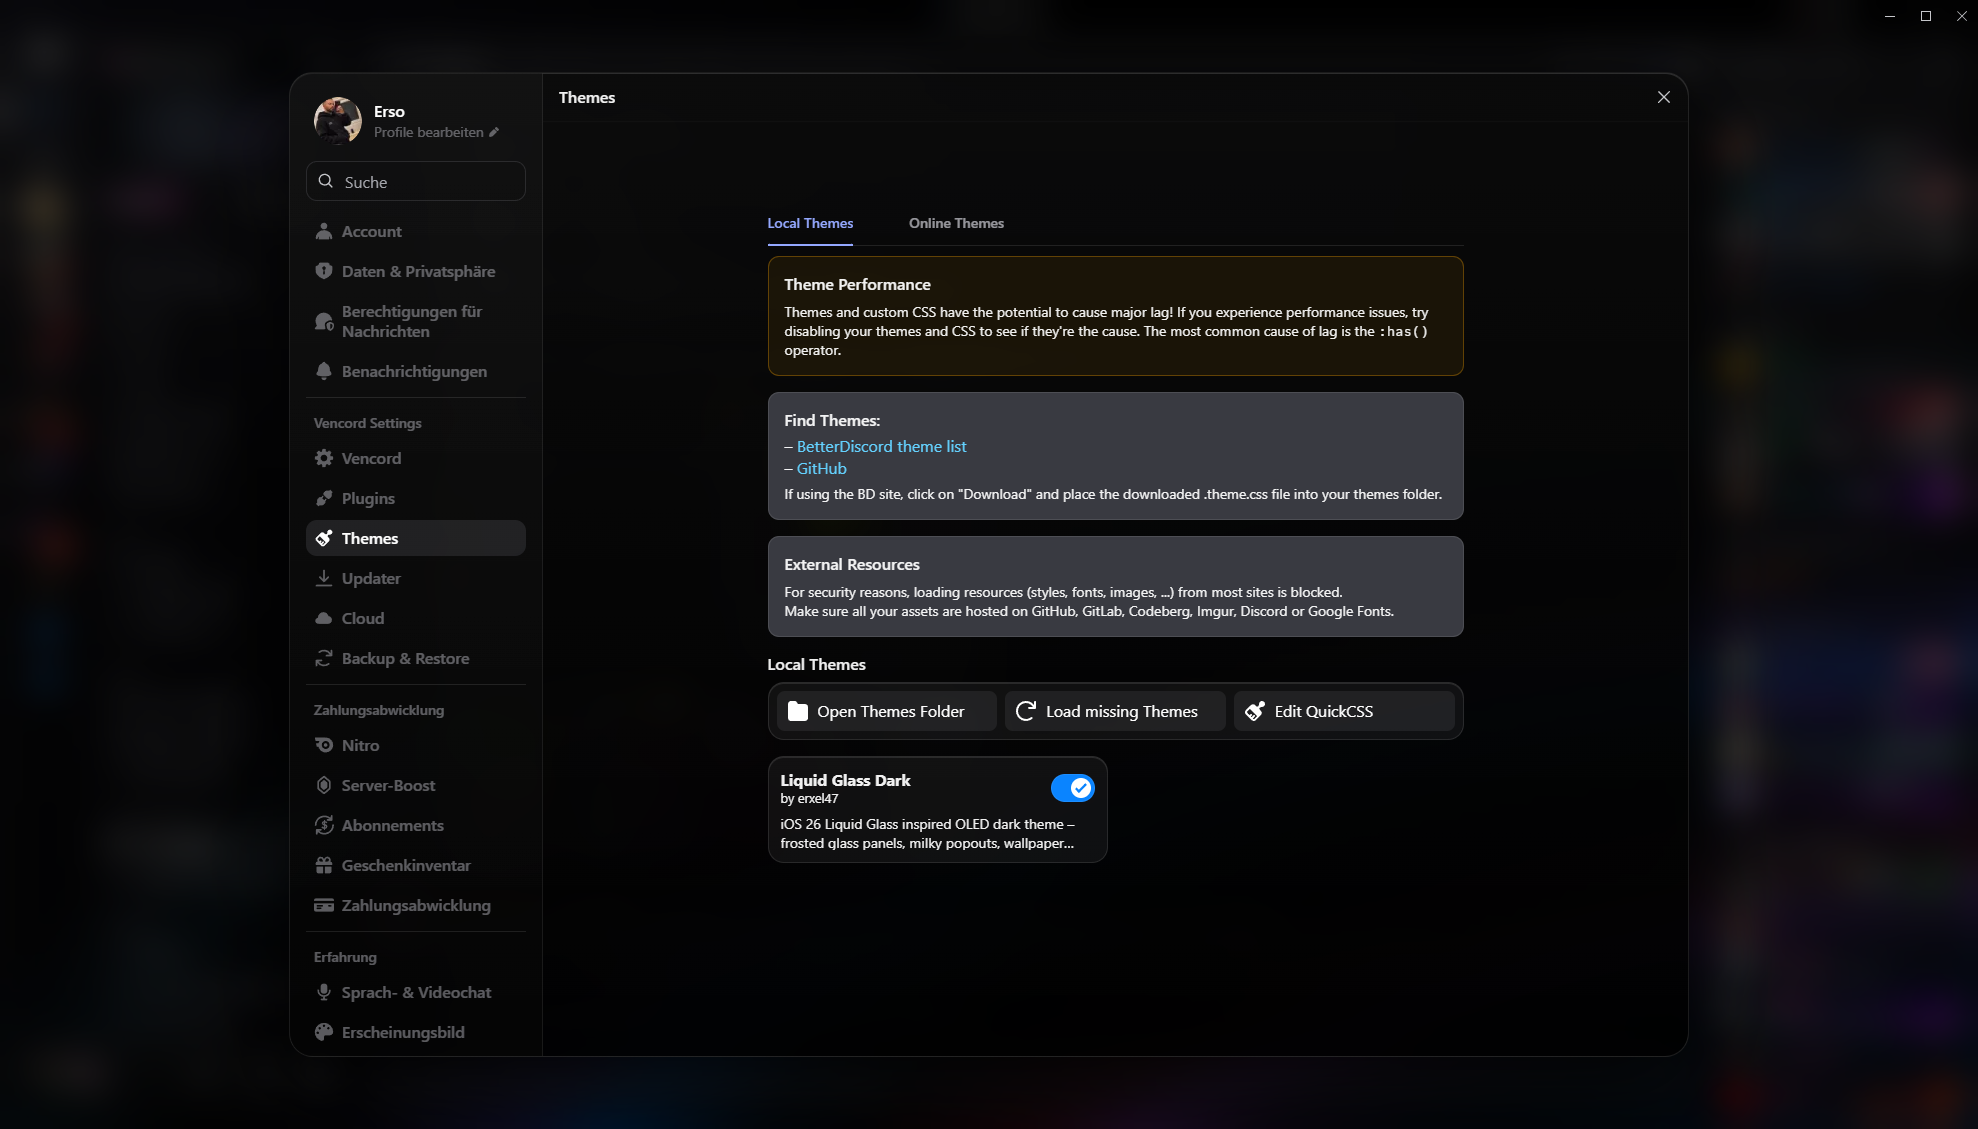 Erso
Profile bearbeiten
Suche
Account
Daten & Privatsphäre
Berechtigungen für
Nachrichten
Benachrichtigungen
Vencord Settings
Vencord
Plugins
Themes
Updater
Cloud
Backup & Restore
Zahlungsabwicklung
Nitro
Server-Boost
Abonnements
Geschenkinventar
Zahlungsabwicklung
Erfahrung
Sprach- & Videochat
Erscheinungsbild
Themes
Local Themes
Online Themes
Theme Performance
Themes and custom CSS have the potential to cause major lag! If you experience performance issues, try
disabling your themes and CSS to see if they're the cause. The most common cause of lag is the :has()
operator.
Find Themes:
– BetterDiscord theme list
– GitHub
If using the BD site, click on "Download" and place the downloaded .theme.css file into your themes folder.
External Resources
For security reasons, loading resources (styles, fonts, images, ...) from most sites is blocked.
Make sure all your assets are hosted on GitHub, GitLab, Codeberg, Imgur, Discord or Google Fonts.
Local Themes
Open Themes Folder
Load missing Themes
Edit QuickCSS
Liquid Glass Dark
by erxel47
iOS 26 Liquid Glass inspired OLED dark theme –
frosted glass panels, milky popouts, wallpaper...